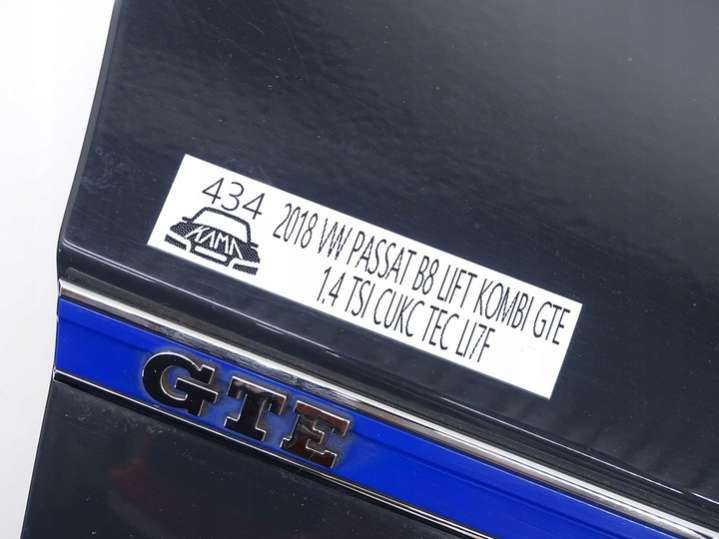 434
KAMA
2018 VW PASSAT B8 LIFT KOMBI GTE
1.4 TSI CUKC TEC LI7F
GTE